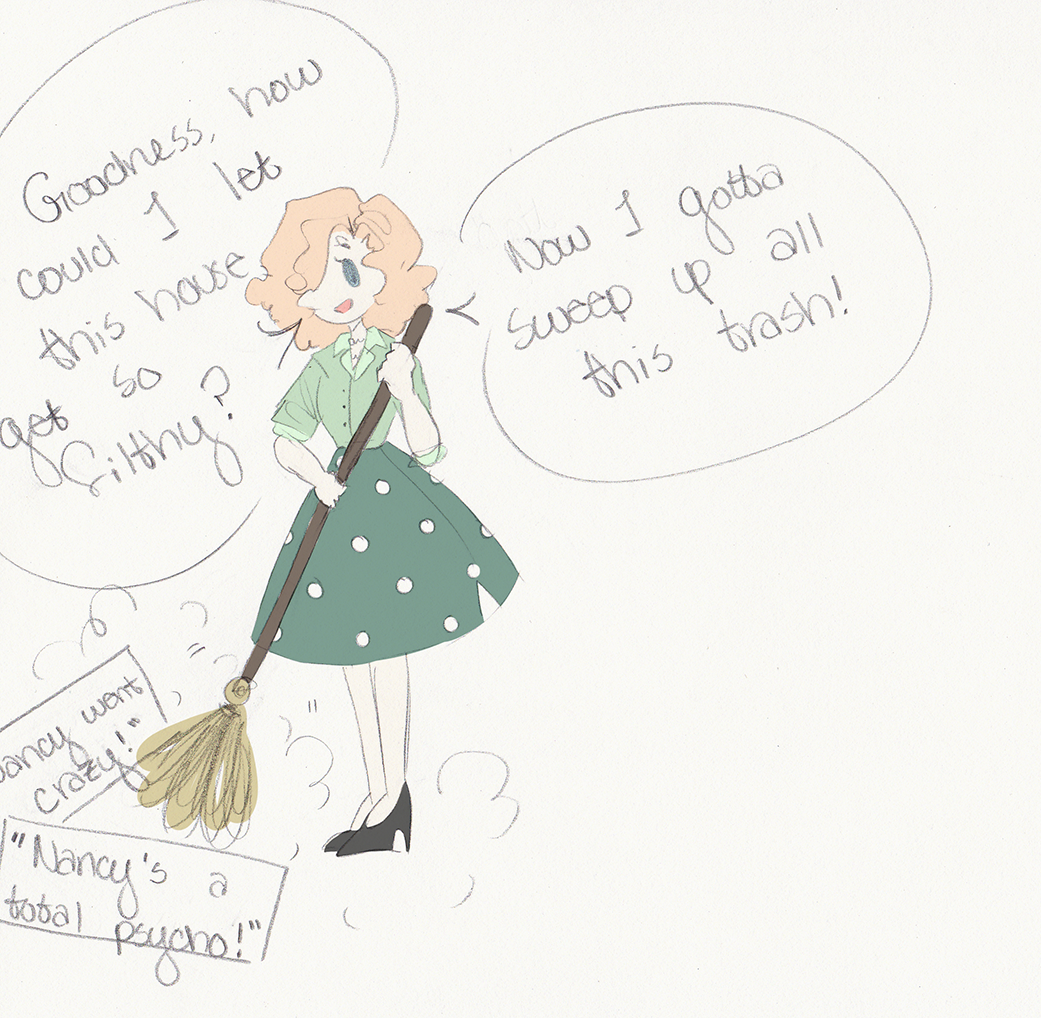 Goodness, how
could I let
this house
get so
filthy?
Now I gotta
sweep up all
this trash!
Nancy went
crazy!"
"Nancy's a
total psycho!"